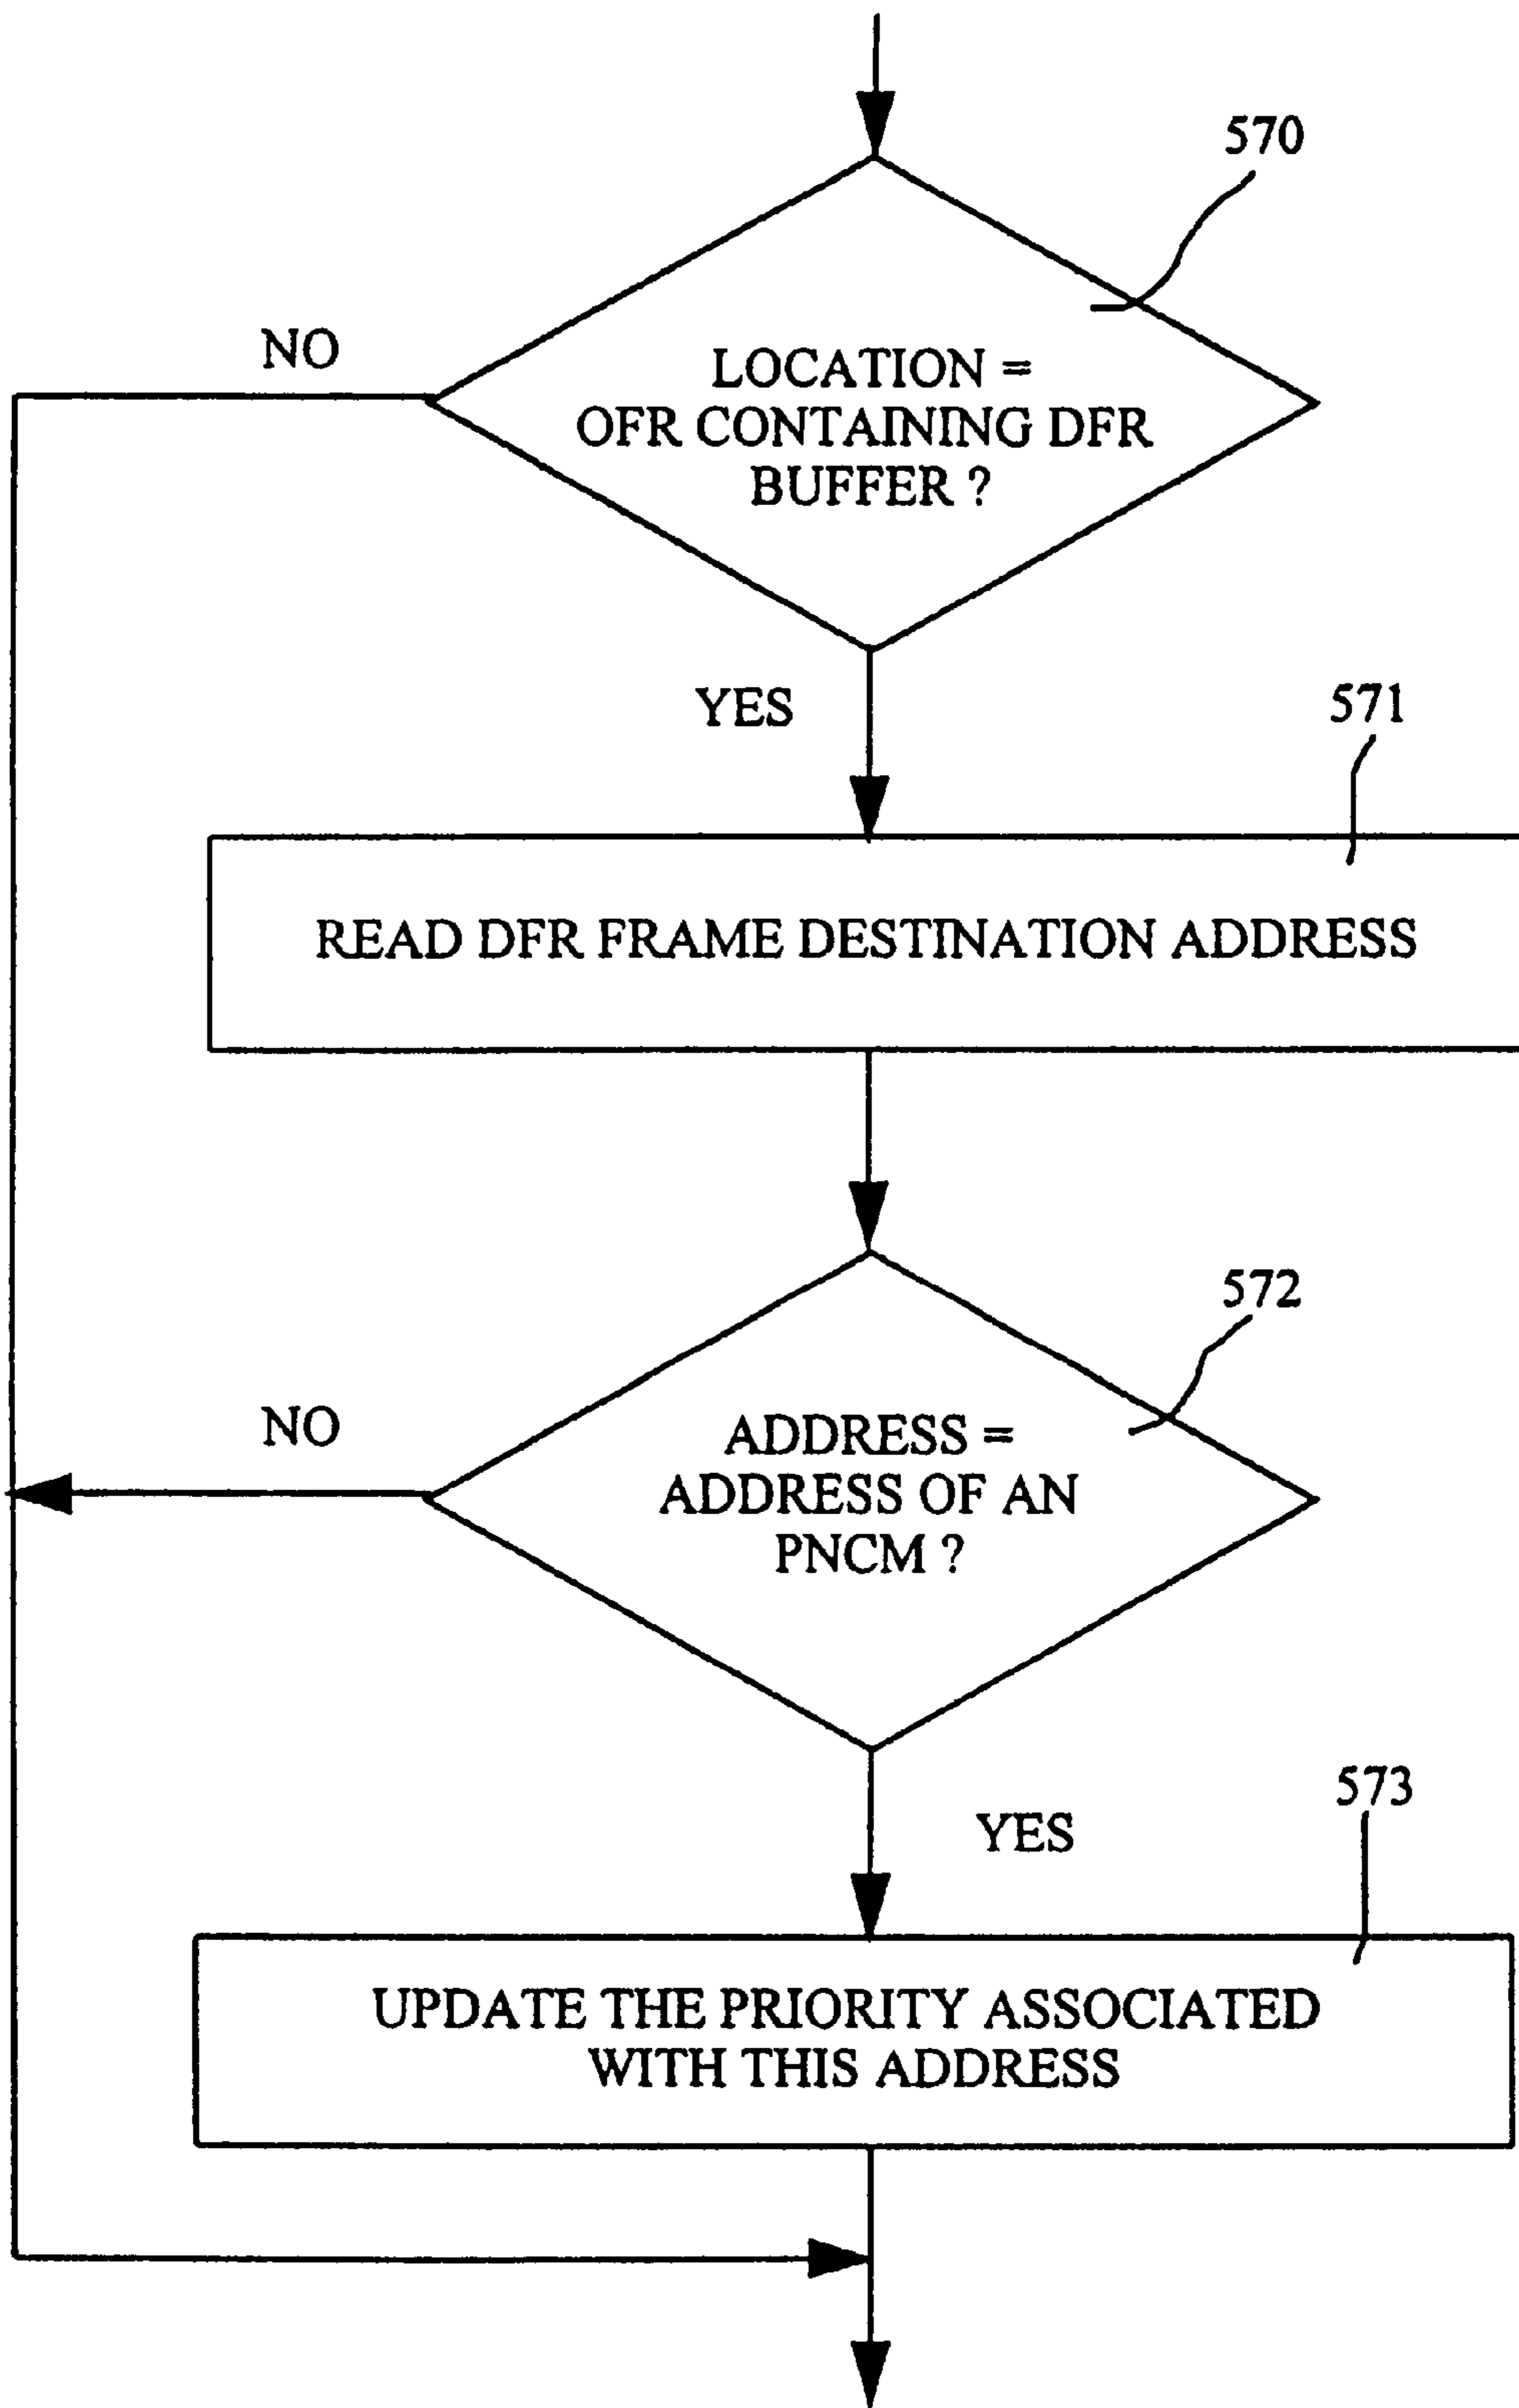 570
NO
LOCATION =
OFR CONTAINING DFR
BUFFER ?
YES
571
READ DFR FRAME DESTINATION ADDRESS
572
NO
ADDRESS =
ADDRESS OF AN
PNCM ?
YES
573
UPDATE THE PRIORITY ASSOCIATED
WITH THIS ADDRESS